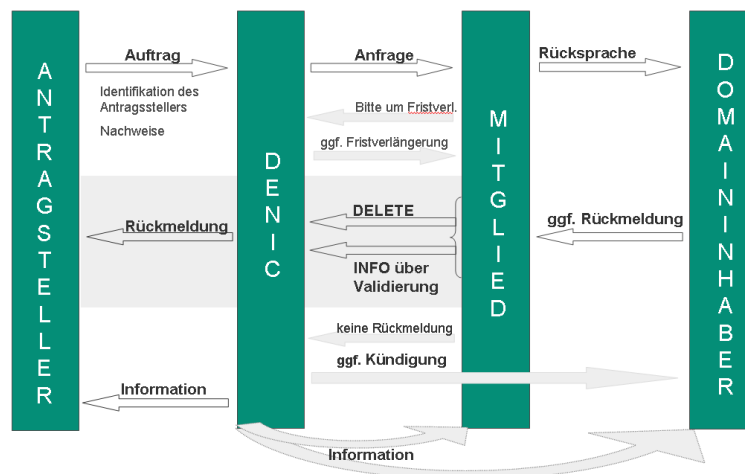 ANTRAGSTELLER
DENIC
MITGLIED
DOMAININHABER
Auftrag
Anfrage
Rücksprache
Identifikation des
Antragsstellers
Nachweise
Bitte um Fristverl.
ggf. Fristverlängerung
DELETE
Rückmeldung
ggf. Rückmeldung
INFO über
Validierung
keine Rückmeldung
ggf. Kündigung
Information
Information